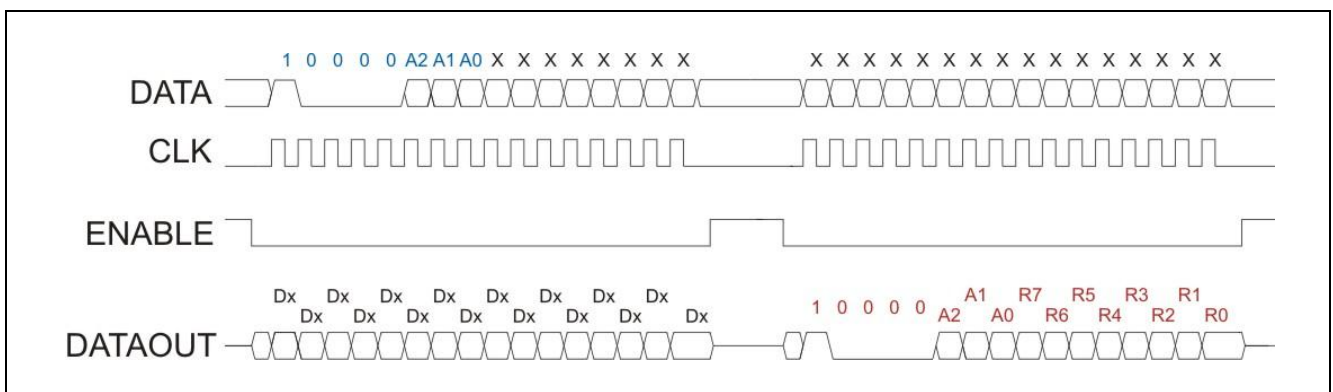 1 0 0 0 0 A2 A1 A0 X X X X X X X X X X X X X X X X X X X X X X X X
DATA
CLK
ENABLE
Dx Dx Dx Dx Dx Dx Dx Dx A1 R7 R5 R3 R1
Dx Dx Dx Dx Dx Dx Dx Dx 1 0 0 0 0 A2 A0 R6 R4 R2 R0
DATAOUT